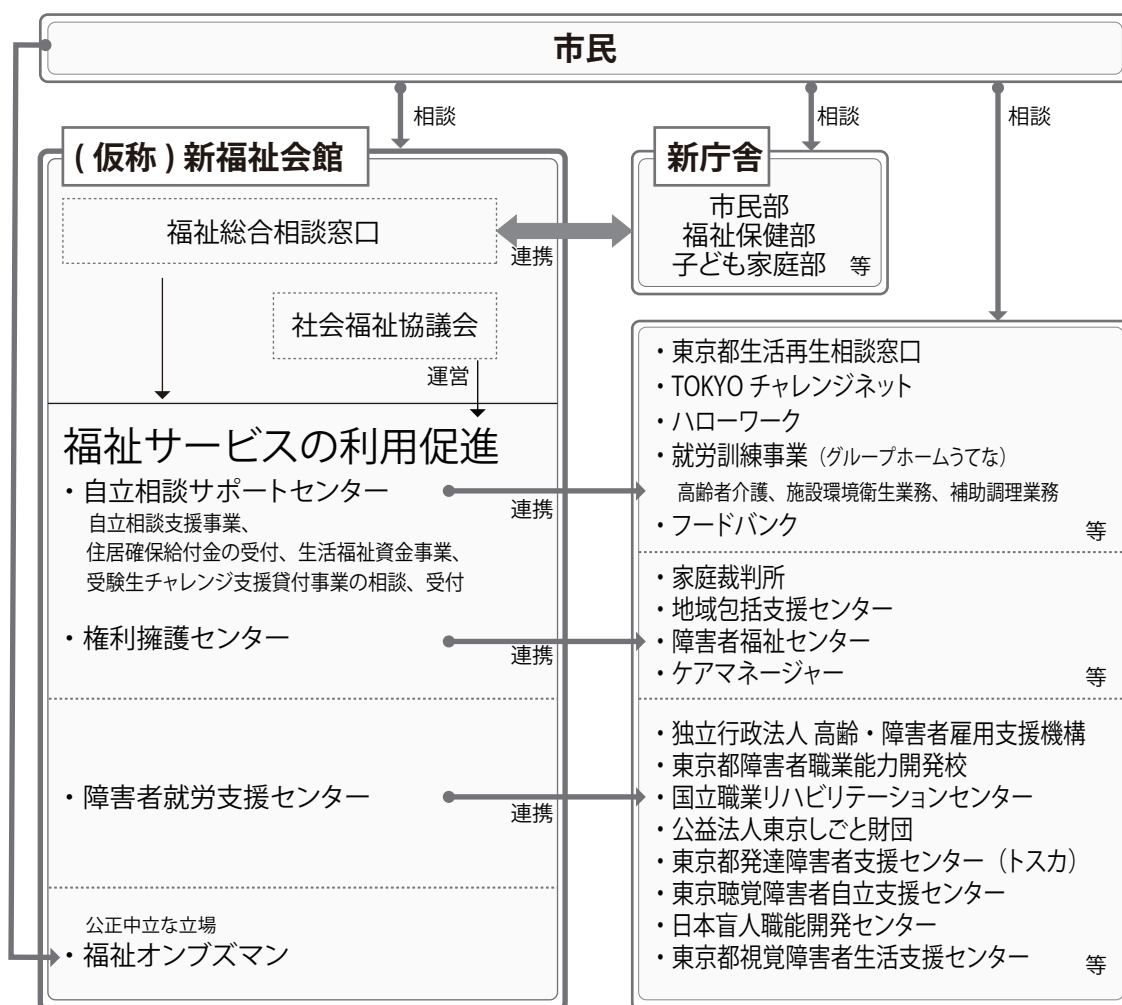 市民
相談
相談
相談
(仮称)新福祉会館
福祉総合相談窓口
連携
社会福祉協議会
運営
新庁舎
市民部
福祉保健部
子ども家庭部 等
福祉サービスの利用促進
・自立相談サポートセンター
自立相談支援事業、
住居確保給付金の受付、生活福祉資金事業、
受験生チャレンジ支援貸付事業の相談、受付
連携
・東京都生活再生相談窓口
・TOKYO チャレンジネット
・ハローワーク
・就労訓練事業(グループホームうてな)
高齢者介護、施設環境衛生業務、補助調理業務
・フードバンク 等
・権利擁護センター
連携
・家庭裁判所
・地域包括支援センター
・障害者福祉センター
・ケアマネージャー 等
・障害者就労支援センター
連携
・独立行政法人 高齢・障害者雇用支援機構
・東京都障害者職業能力開発校
・国立職業リハビリテーションセンター
・公益法人東京しごと財団
・東京都発達障害者支援センター(トスカ)
・東京聴覚障害者自立支援センター
・日本盲人職能開発センター
・東京都視覚障害者生活支援センター 等
公正中立な立場
・福祉オンブズマン